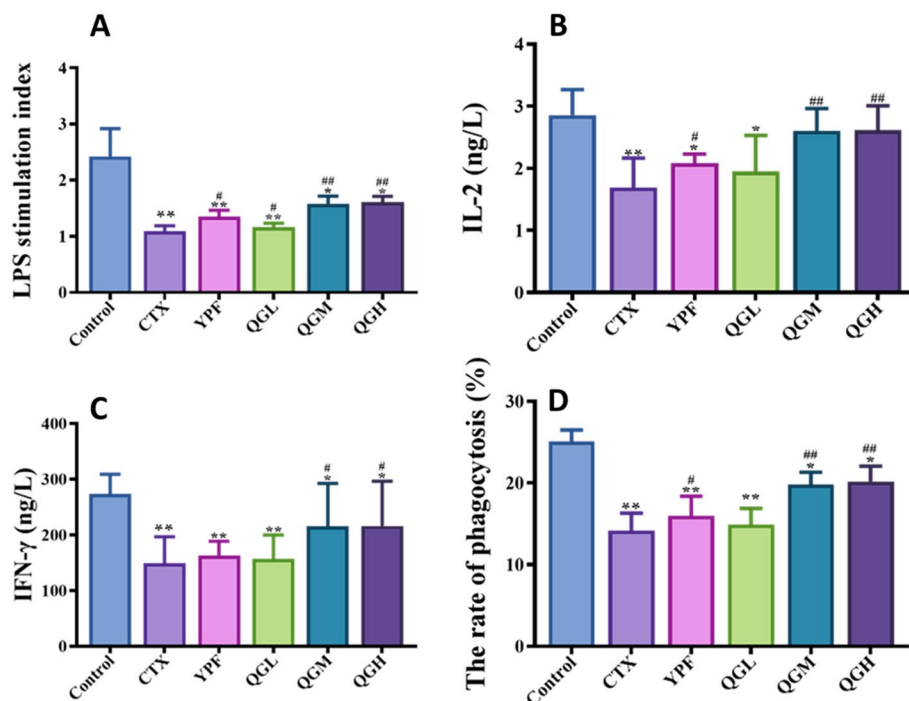 A
LPS stimulation index
4
3
2
1
0
**
#
**
#
**
##
*
##
*
Control
CTX
YPF
QGL
QGM
QGH
B
IL-2 (ng/L)
4
3
2
1
0
**
#
*
*
##
##
Control
CTX
YPF
QGL
QGM
QGH
C
IFN-γ (ng/L)
400
300
200
100
0
**
**
**
#
*
#
*
Control
CTX
YPF
QGL
QGM
QGH
D
The rate of phagocytosis (%)
30
20
10
0
**
#
**
**
##
*
##
*
Control
CTX
YPF
QGL
QGM
QGH